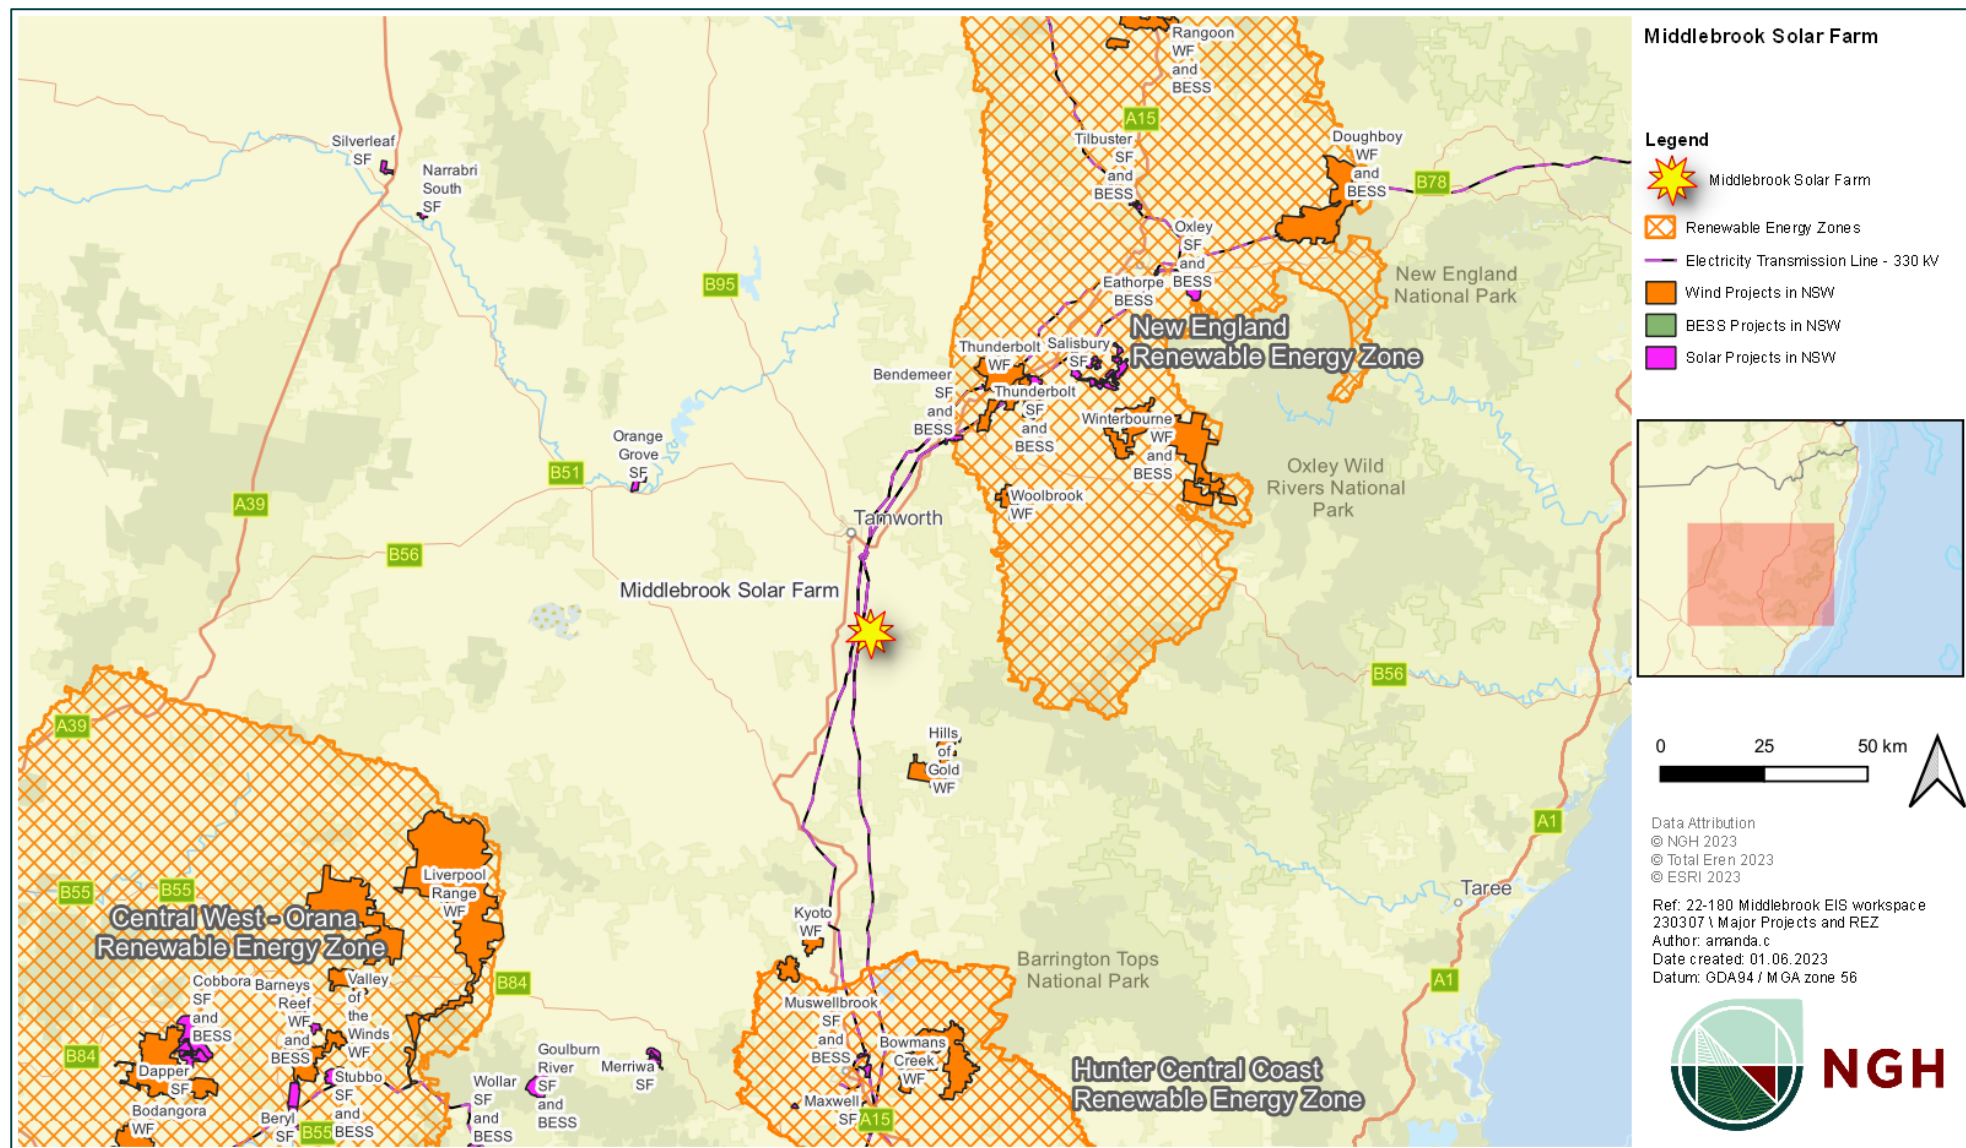 Rangoon
WF
and
BESS
A15
Tilbuster
SF
and
BESS
Doughboy
WF
and
BESS
B78
Silverleaf
SF
Narrabri
South
SF
Oxley
SF
and
BESS
Eathorpe
BESS
New England
National Park
B95
New England
Renewable Energy Zone
Thunderbolt
WF
Salisbury
SF
Bendemeer
SF
and
BESS
Thunderbolt
SF
and
BESS
Winterbourne
WF
and
BESS
Orange
Grove
SF
B51
Oxley Wild
Rivers National
Park
A39
Woolbrook
WF
Tamworth
B56
Middlebrook Solar Farm
B56
A39
Hills
of
Gold
WF
A1
Liverpool
Range
WF
B55
B55
Taree
Central West - Orana
Renewable Energy Zone
Kyoto
WF
Barrington Tops
National Park
A1
B84
Cobbora
SF
and
BESS
Barneys
Reef
WF
and
BESS
Valley
of
the
Winds
WF
Muswellbrook
SF
and
BESS
Bowmans
Creek
WF
B84
Dapper
SF
Stubbo
SF
and
BESS
Goulburn
River
SF
and
BESS
Merriwa
SF
Wollar
SF
and
BESS
Hunter Central Coast
Renewable Energy Zone
Maxwell
SF
A15
Bodangora
WF
Beryl
SF
B55
Middlebrook Solar Farm
Legend
Middlebrook Solar Farm
Renewable Energy Zones
Electricity Transmission Line - 330 kV
Wind Projects in NSW
BESS Projects in NSW
Solar Projects in NSW
0 25 50 km
Data Attribution
© NGH 2023
© Total Eren 2023
© ESRI 2023
Ref: 22-180 Middlebrook EIS workspace
230307 \ Major Projects and REZ
Author: amanda.c
Date created: 01.06.2023
Datum: GDA94 / MGA zone 56
NGH